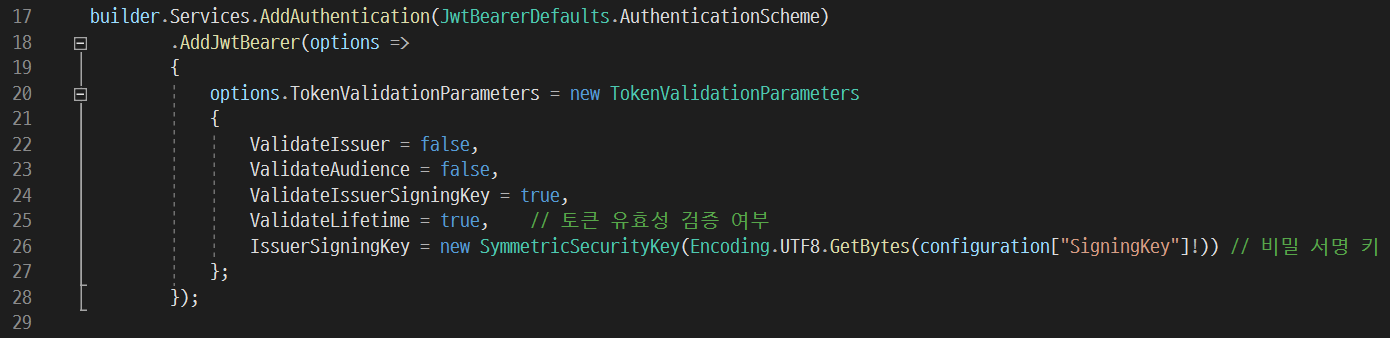 17 builder.Services.AddAuthentication(JwtBearerDefaults.AuthenticationScheme)
18 .AddJwtBearer(options =>
19 {
20 options.TokenValidationParameters = new TokenValidationParameters
21 {
22 ValidateIssuer = false,
23 ValidateAudience = false,
24 ValidateIssuerSigningKey = true,
25 ValidateLifetime = true, // 토큰 유효성 검증 여부
26 IssuerSigningKey = new SymmetricSecurityKey(Encoding.UTF8.GetBytes(configuration["SigningKey"]!)) // 비밀 서명 키
27 };
28 });
29